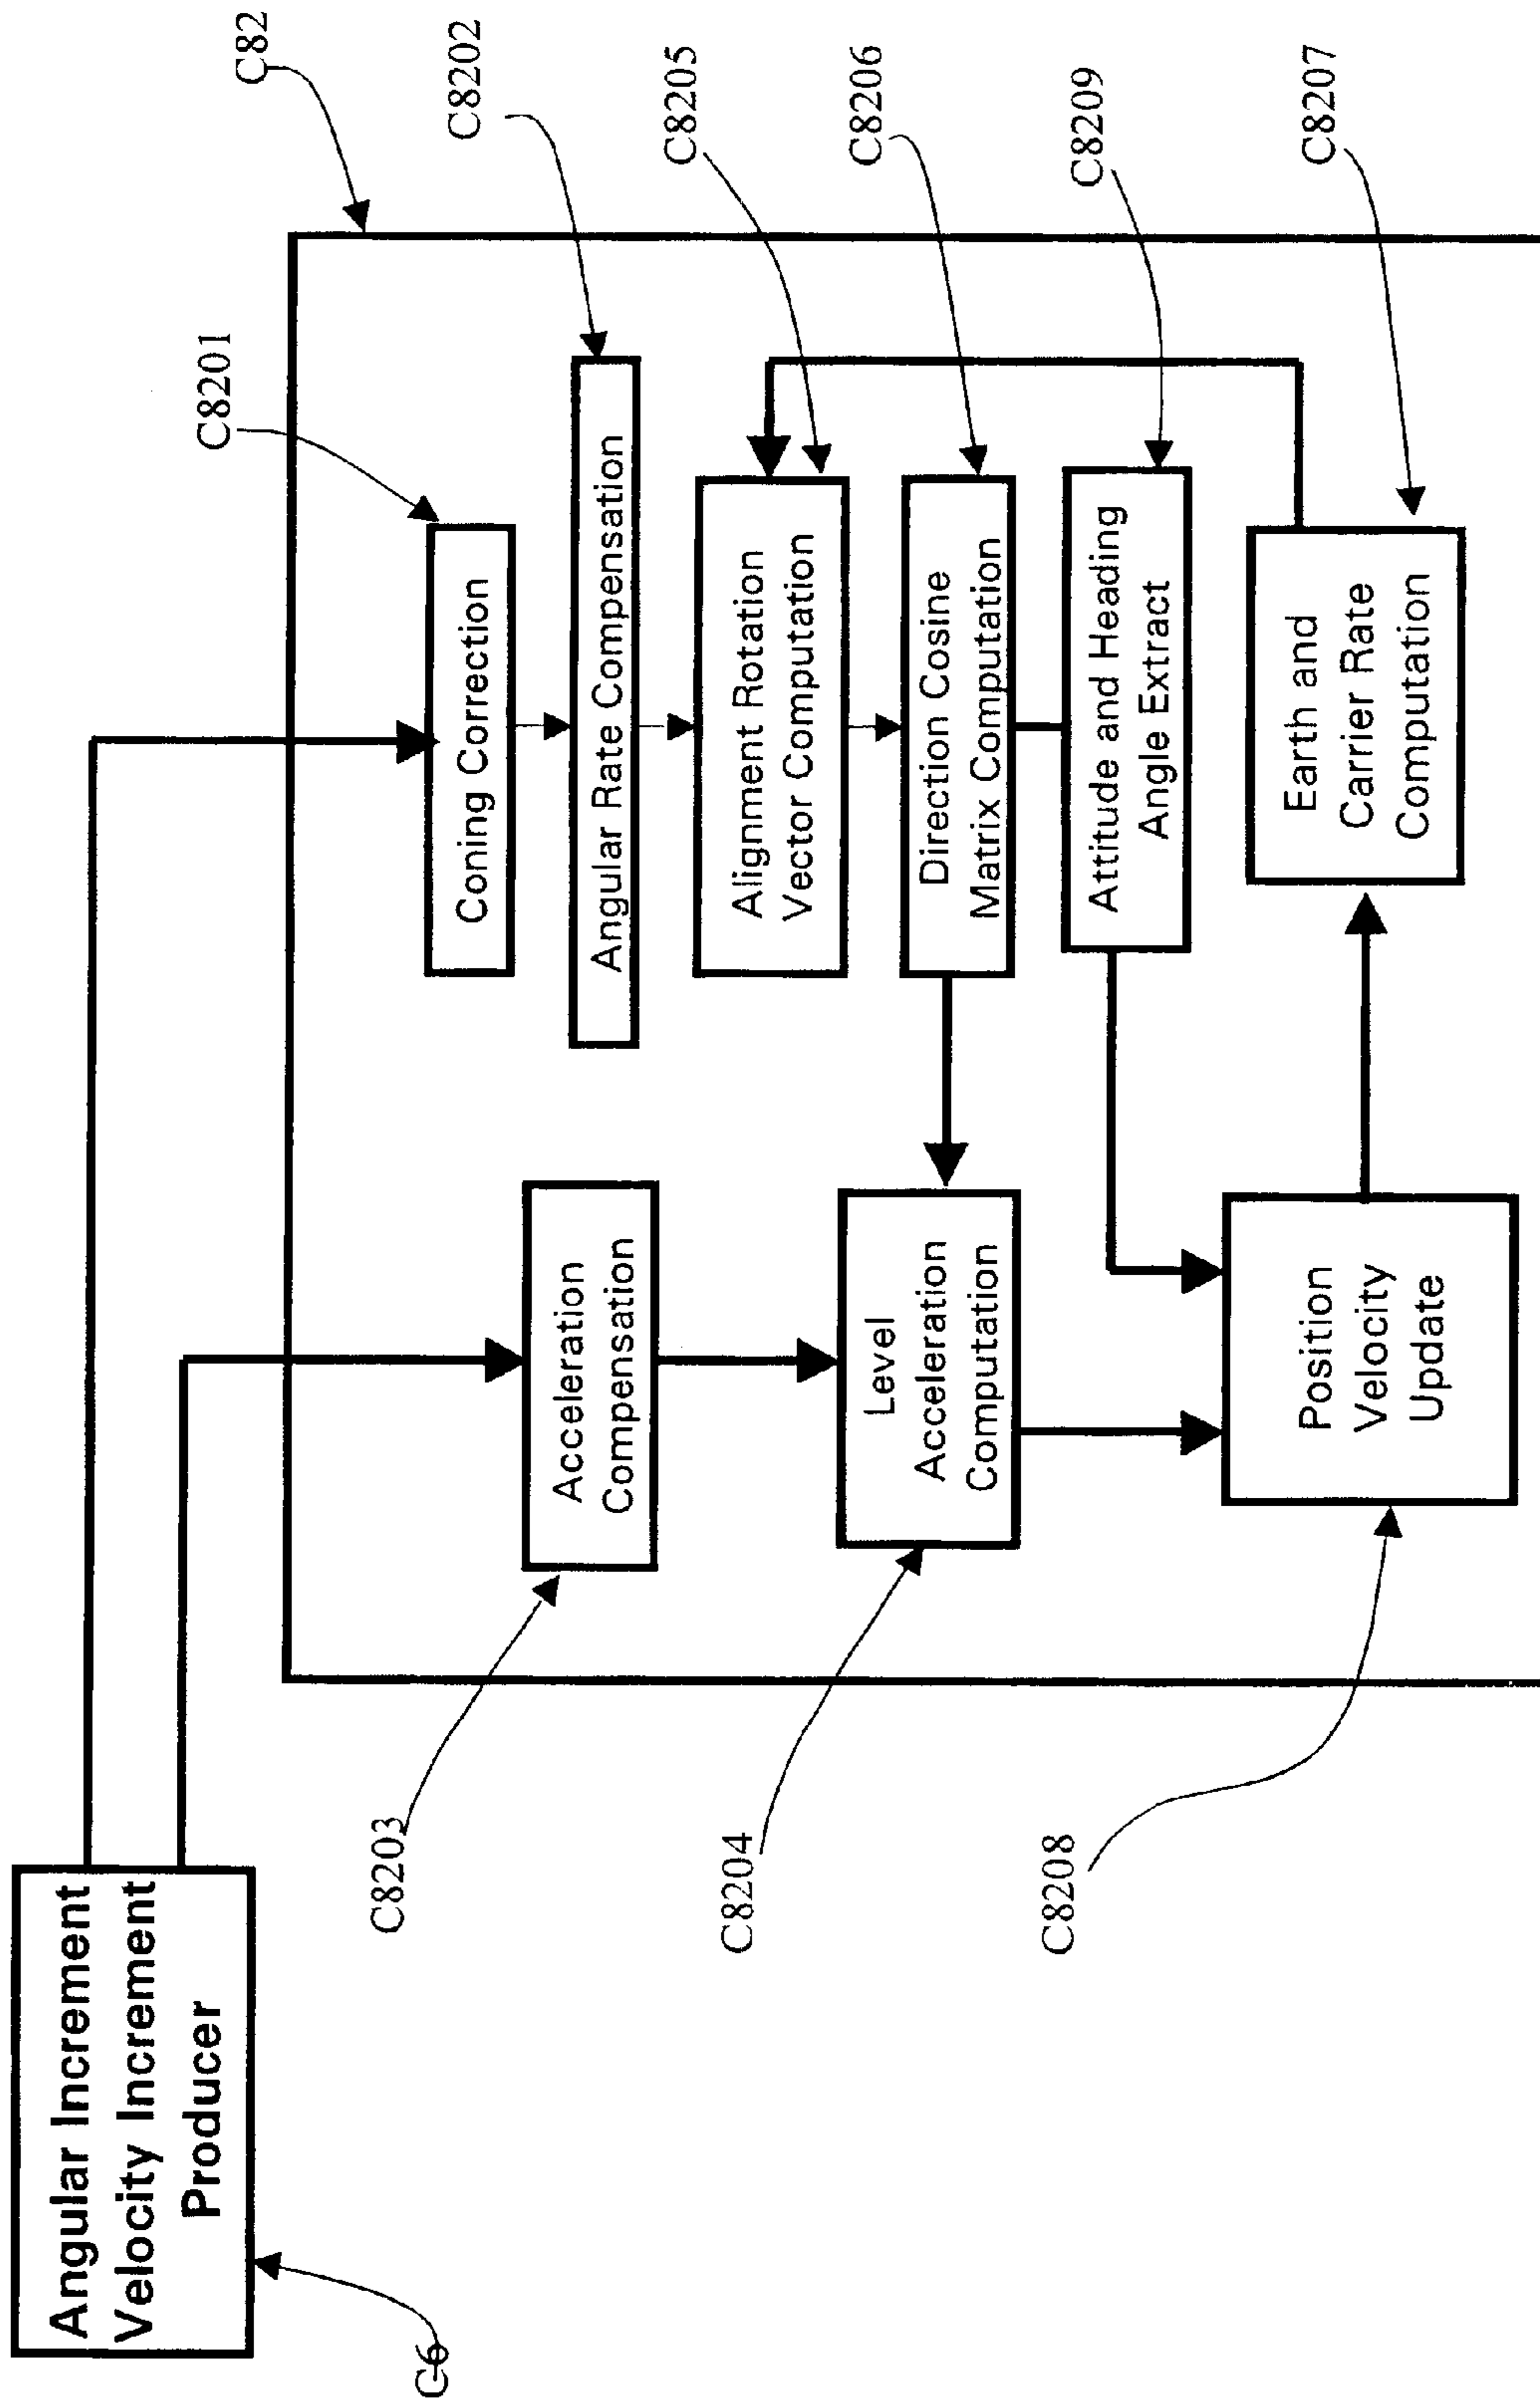 Angular Increment
Velocity Increment
Producer
C6
C82
C8201
Coning Correction
C8202
Angular Rate Compensation
C8203
Acceleration
Compensation
C8205
Alignment Rotation
Vector Computation
C8206
Direction Cosine
Matrix Computation
C8204
Level
Acceleration
Computation
C8209
Attitude and Heading
Angle Extract
C8208
Position
Velocity
Update
C8207
Earth and
Carrier Rate
Computation